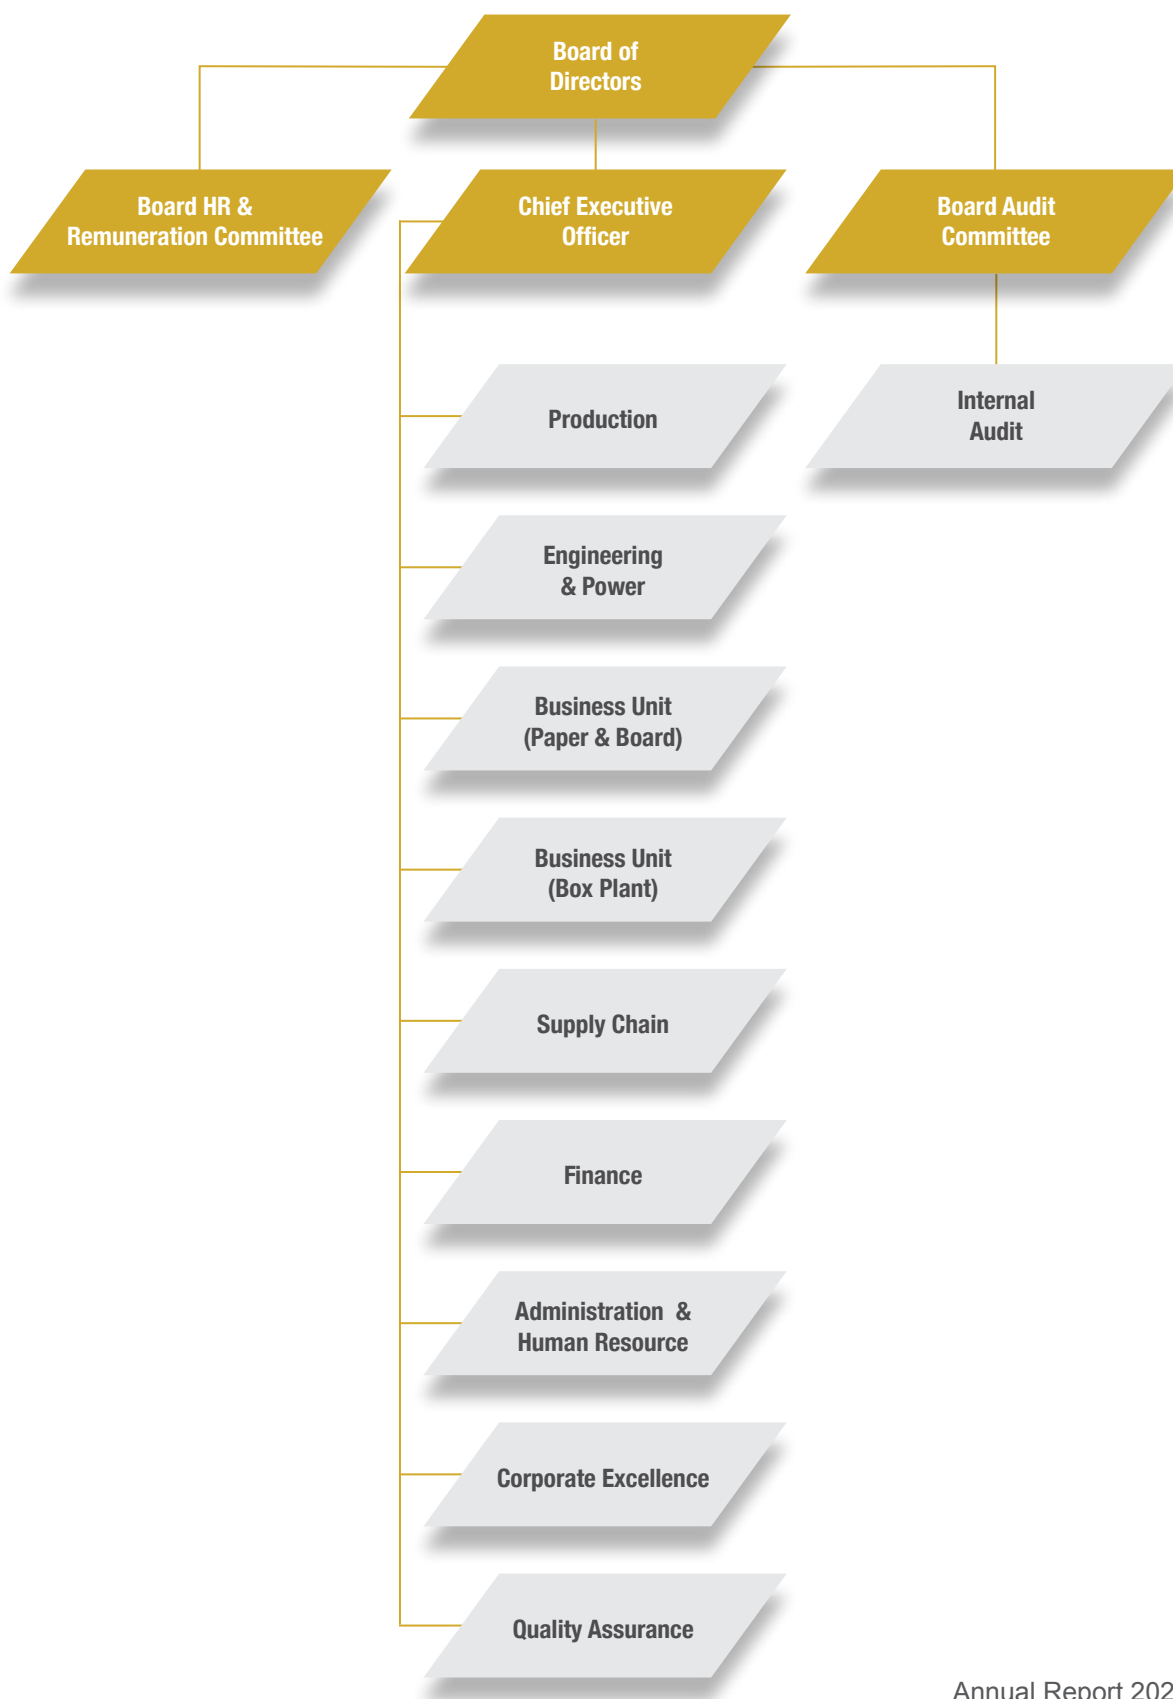 Board of
Directors
Board HR &
Remuneration Committee
Chief Executive
Officer
Board Audit
Committee
Production
Internal
Audit
Engineering
& Power
Business Unit
(Paper & Board)
Business Unit
(Box Plant)
Supply Chain
Finance
Administration &
Human Resource
Corporate Excellence
Quality Assurance
Annual Report